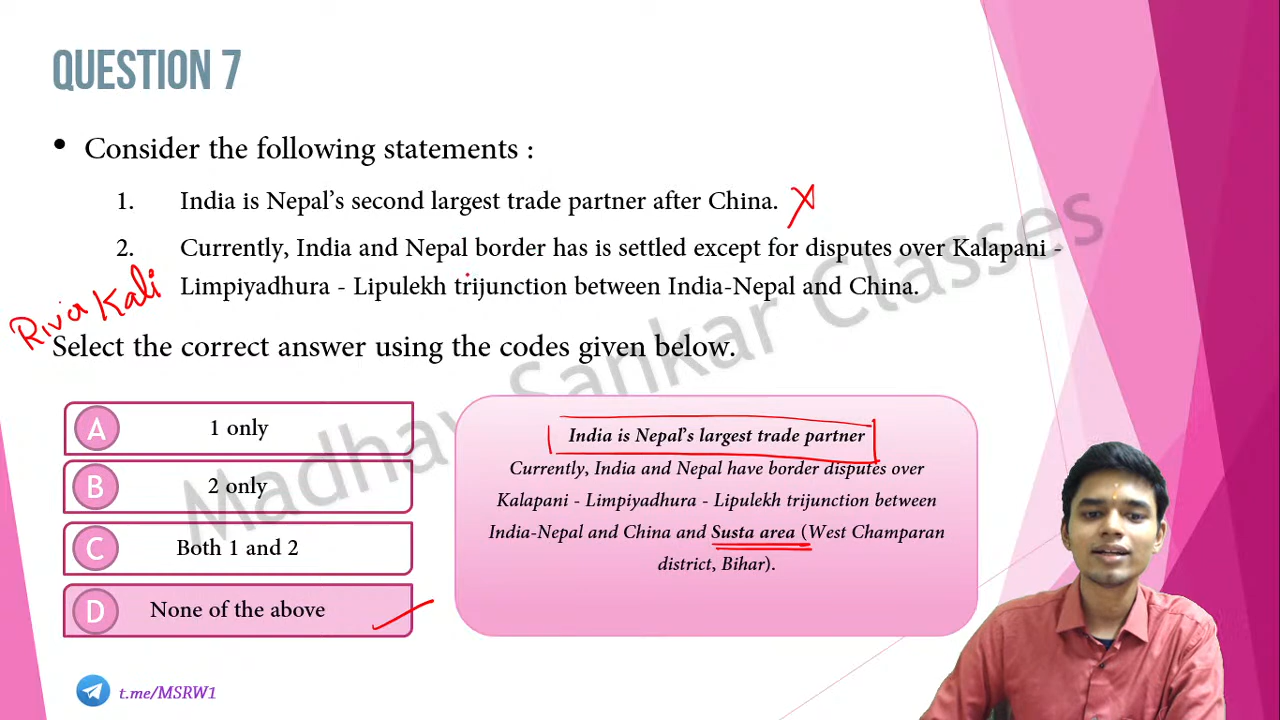 QUESTION 7
• Consider the following statements :
1. India is Nepal's second largest trade partner after China.
2. Currently, India and Nepal border has is settled except for disputes over Kalapani -
Limpiyadhura - Lipulekh trijunction between India-Nepal and China.
River Kali
Select the correct answer using the codes given below.
A 1 only
B 2 only
C Both 1 and 2
D None of the above
India is Nepal's largest trade partner
Currently, India and Nepal have border disputes over
Kalapani - Limpiyadhura - Lipulekh trijunction between
India-Nepal and China and Susta area (West Champaran
district, Bihar).
Madhav Sankar Classes
t.me/MSRW1